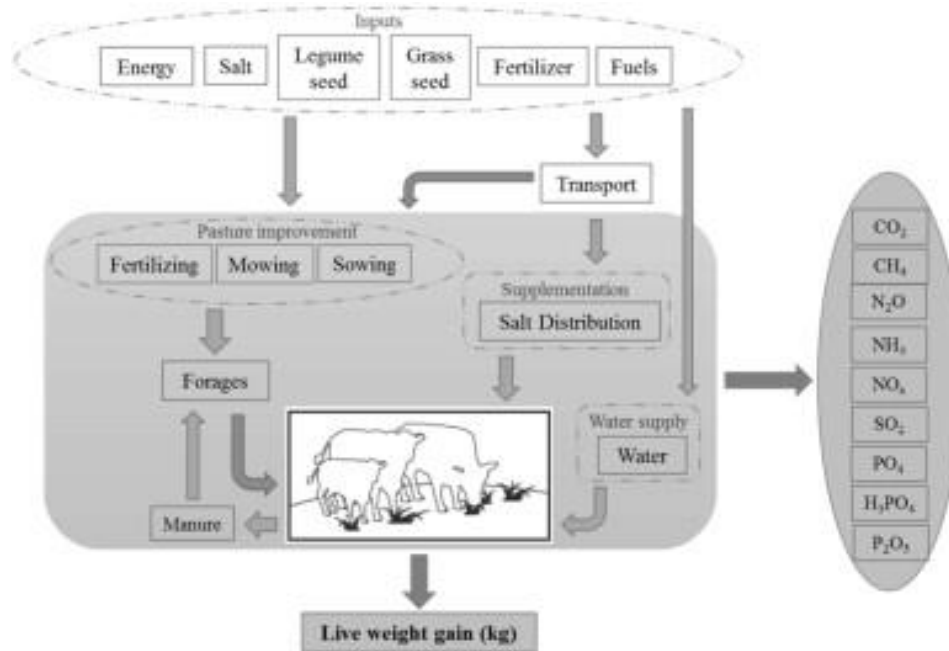 Inputs
Energy
Salt
Legume
seed
Grass
seed
Fertilizer
Fuels
Transport
Pasture improvement
Fertilizing
Mowing
Sowing
Supplementation
Salt Distribution
Forages
Water supply
Water
Manure
Live weight gain (kg)
CO₂
CH₄
N₂O
NOₓ
SO₂
PO₄
H₃PO₄
P₂O₅